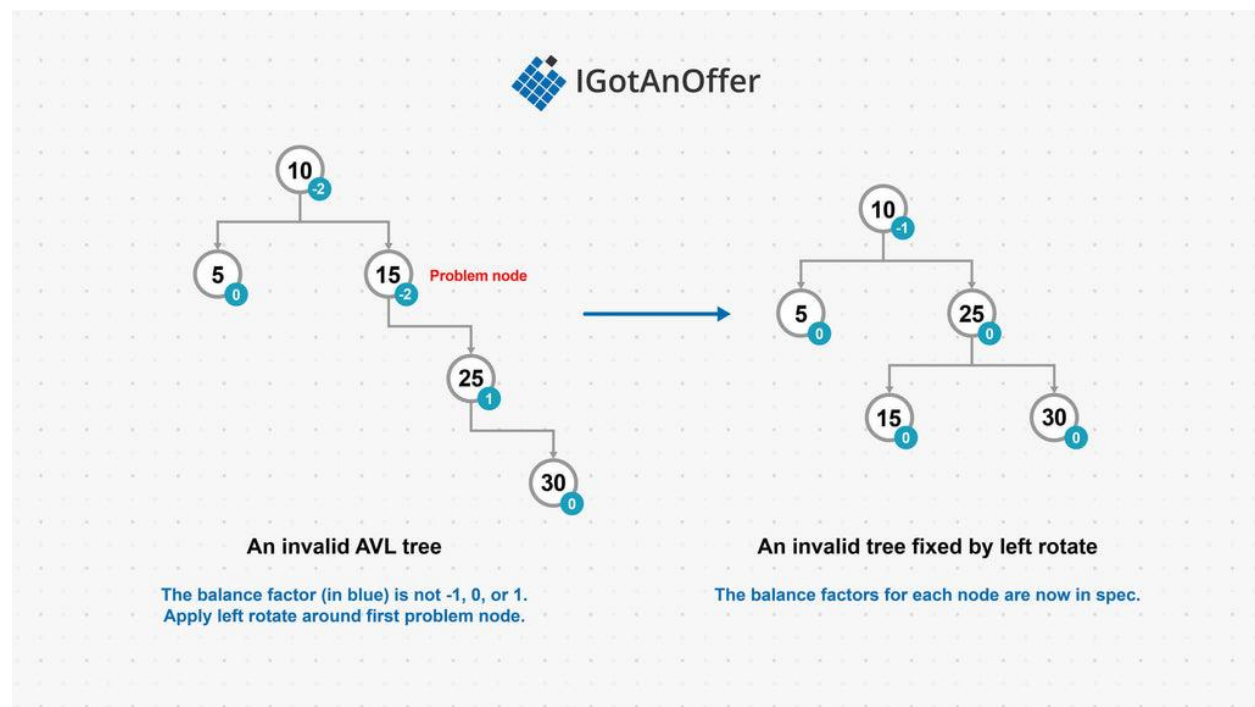 IGotAnOffer
10
-2
5
0
15
-2
Problem node
25
1
30
0
An invalid AVL tree
The balance factor (in blue) is not -1, 0, or 1.
Apply left rotate around first problem node.
10
-1
5
0
25
0
15
0
30
0
An invalid tree fixed by left rotate
The balance factors for each node are now in spec.